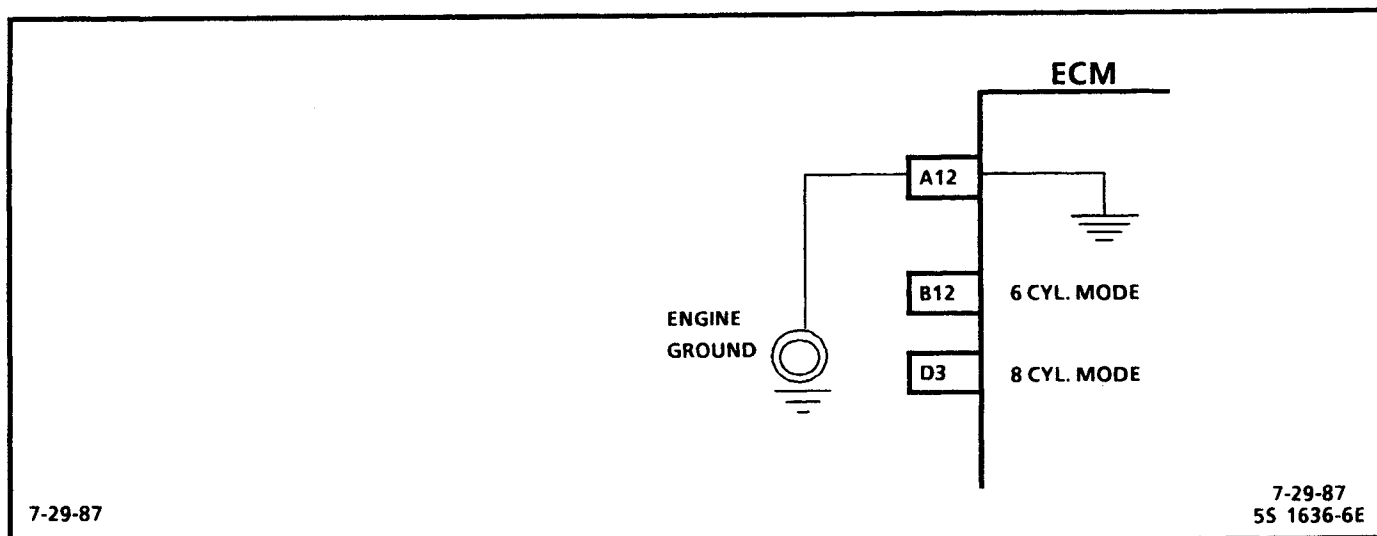 ECM
A12
B12 6 CYL. MODE
ENGINE
GROUND
D3 8 CYL. MODE
7-29-87
7-29-87
5S 1636-6E